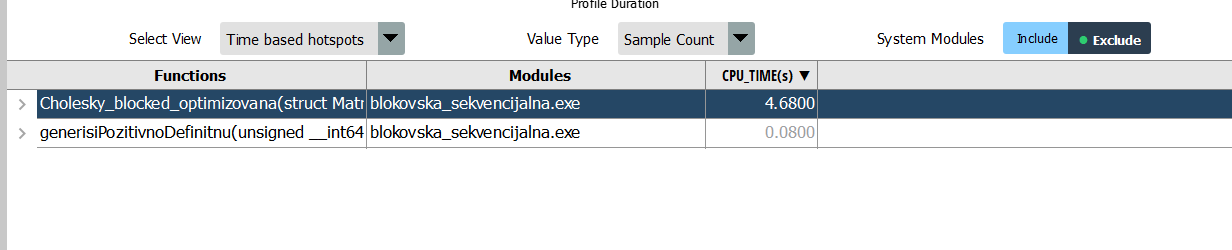 Profile Duration
Select View Time based hotspots Value Type Sample Count System Modules Include Exclude
Functions Modules CPU_TIME(s) ▼
Cholesky_blocked_optimizovana(struct Matr blokovska_sekvencijalna.exe 4.6800
generisiPozitivnoDefinitnu(unsigned __int64 blokovska_sekvencijalna.exe 0.0800